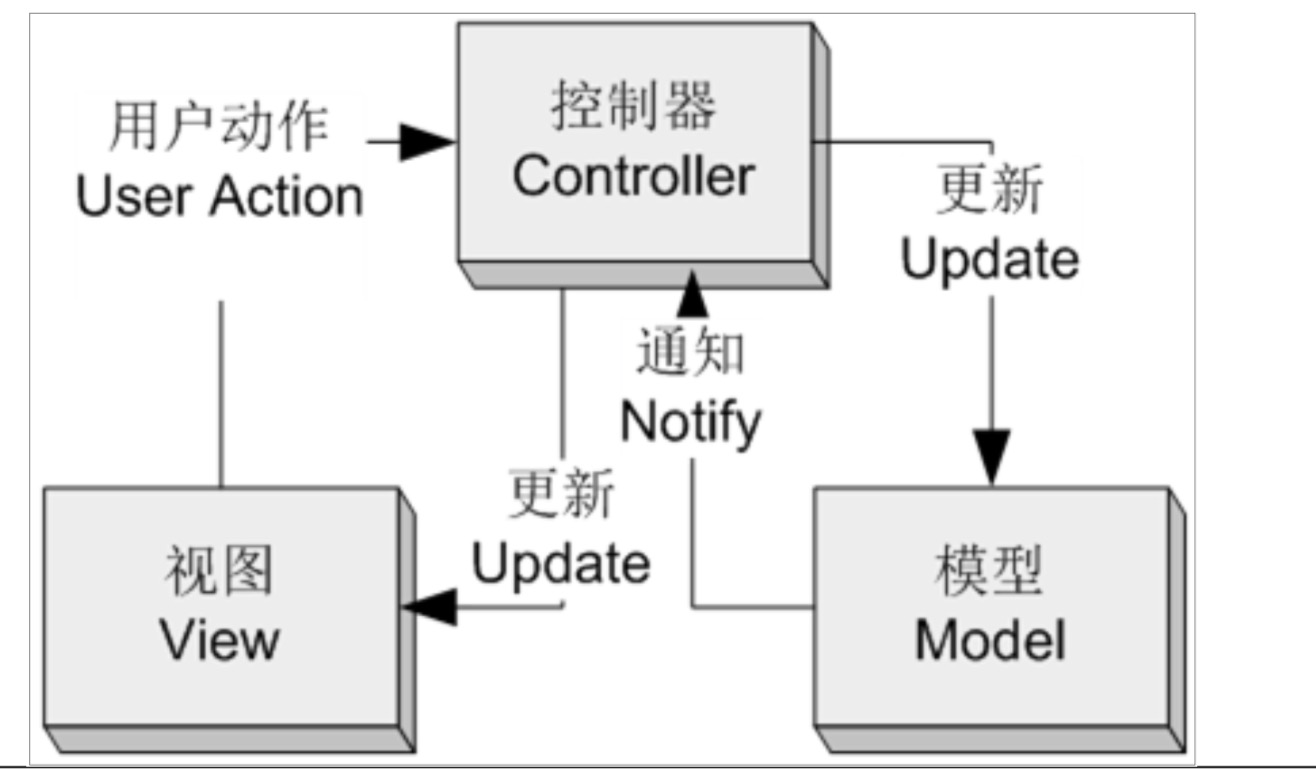 用户动作
User Action
控制器
Controller
更新
Update
通知
Notify
更新
Update
视图
View
模型
Model